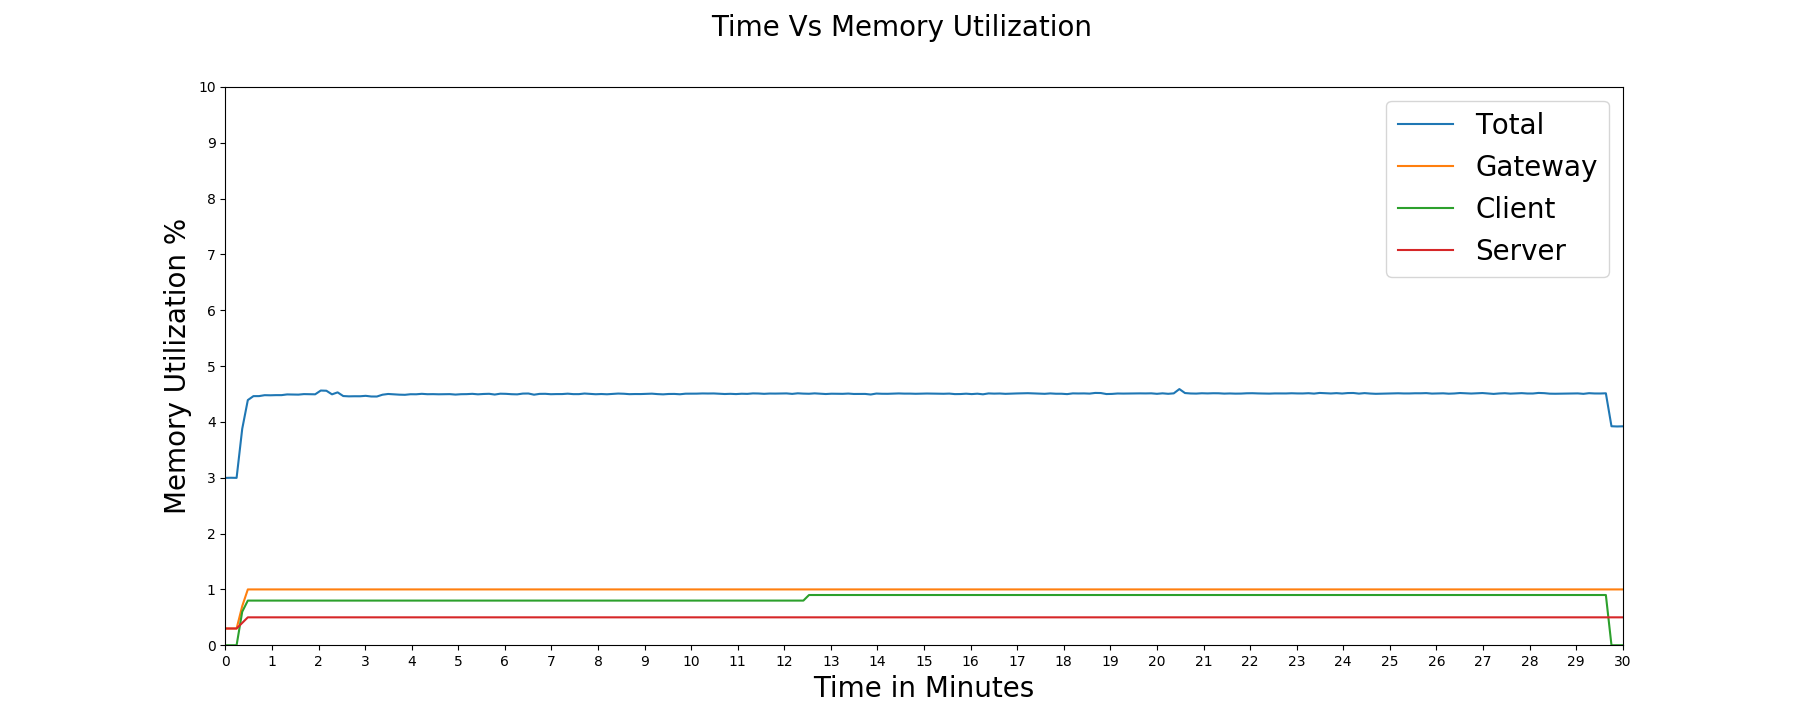 Time Vs Memory Utilization
10
9
8
7
6
5
4
3
2
1
0
Memory Utilization %
Total
Gateway
Client
Server
0 1 2 3 4 5 6 7 8 9 10 11 12 13 14 15 16 17 18 19 20 21 22 23 24 25 26 27 28 29 30
Time in Minutes